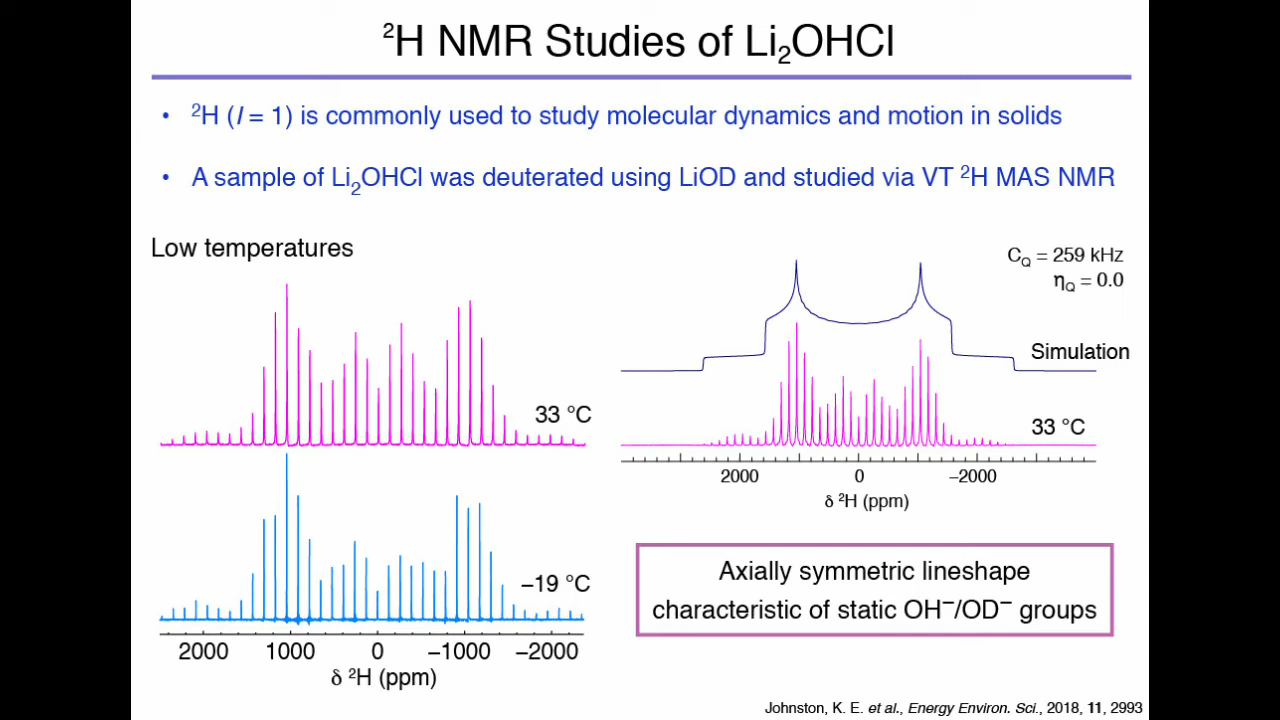 ²H NMR Studies of Li₂OHCl
• ²H (I = 1) is commonly used to study molecular dynamics and motion in solids
• A sample of Li₂OHCl was deuterated using LiOD and studied via VT ²H MAS NMR
Low temperatures
33 °C
−19 °C
2000 1000 0 −1000 −2000
δ ²H (ppm)
C_Q = 259 kHz
η_Q = 0.0
Simulation
33 °C
2000 0 −2000
δ ²H (ppm)
Axially symmetric lineshape
characteristic of static OH⁻/OD⁻ groups
Johnston, K. E. et al., Energy Environ. Sci., 2018, 11, 2993